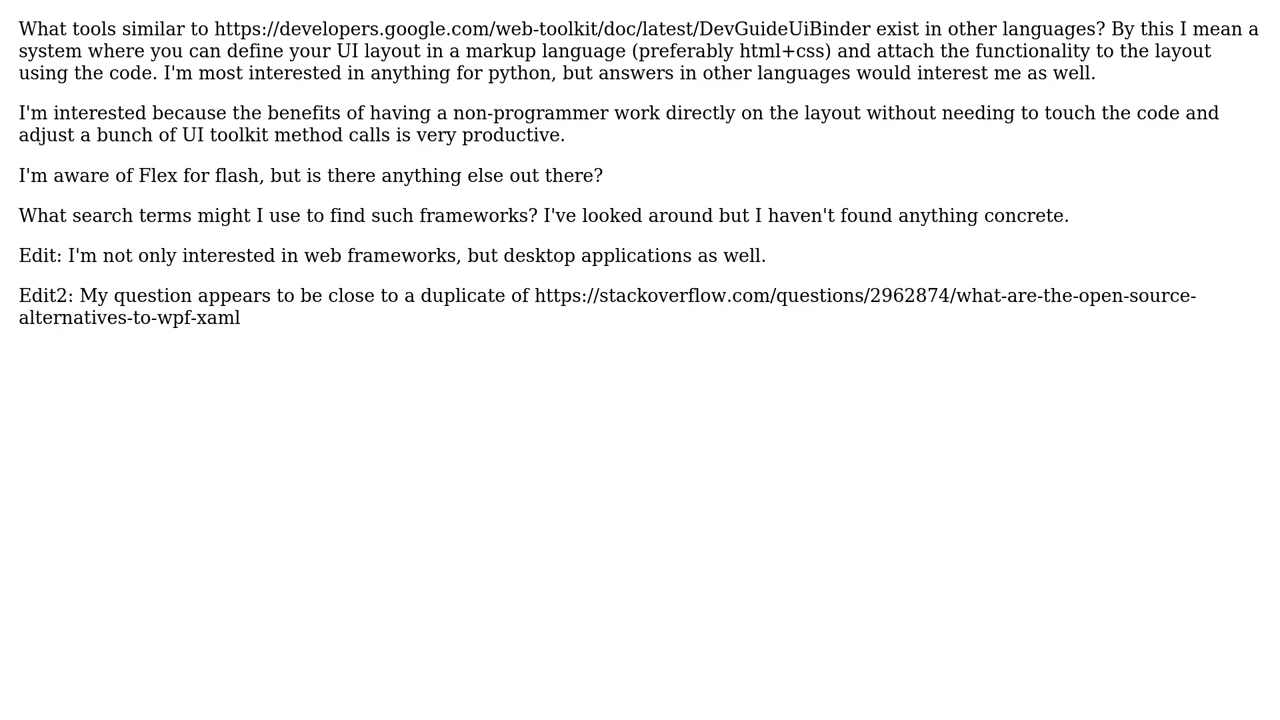 What tools similar to https://developers.google.com/web-toolkit/doc/latest/DevGuideUiBinder exist in other languages? By this I mean a
system where you can define your UI layout in a markup language (preferably html+css) and attach the functionality to the layout
using the code. I'm most interested in anything for python, but answers in other languages would interest me as well.
I'm interested because the benefits of having a non-programmer work directly on the layout without needing to touch the code and
adjust a bunch of UI toolkit method calls is very productive.
I'm aware of Flex for flash, but is there anything else out there?
What search terms might I use to find such frameworks? I've looked around but I haven't found anything concrete.
Edit: I'm not only interested in web frameworks, but desktop applications as well.
Edit2: My question appears to be close to a duplicate of https://stackoverflow.com/questions/2962874/what-are-the-open-source-
alternatives-to-wpf-xaml